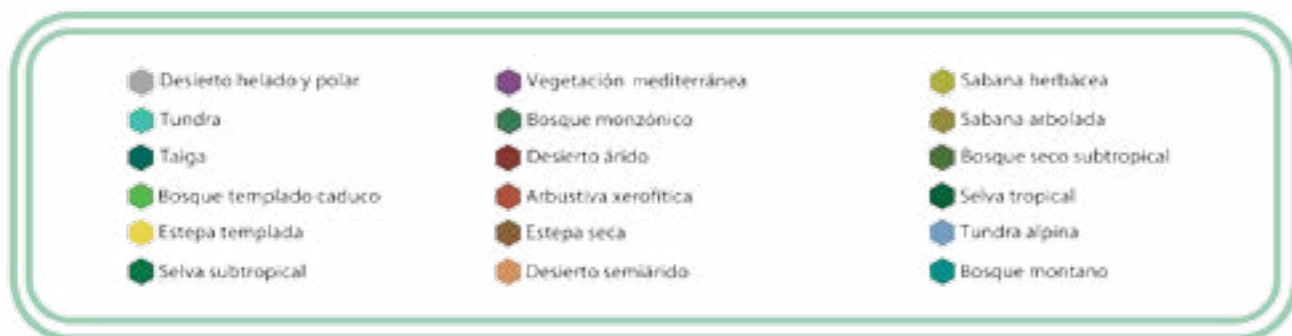 Desierto helado y polar
Tundra
Taiga
Bosque templado caduco
Estepa templada
Selva subtropical
Vegetación mediterránea
Bosque monzónico
Desierto árido
Arbustiva xerofítica
Estepa seca
Desierto semiárido
Sabana herbácea
Sabana arbolada
Bosque seco subtropical
Selva tropical
Tundra alpina
Bosque montano